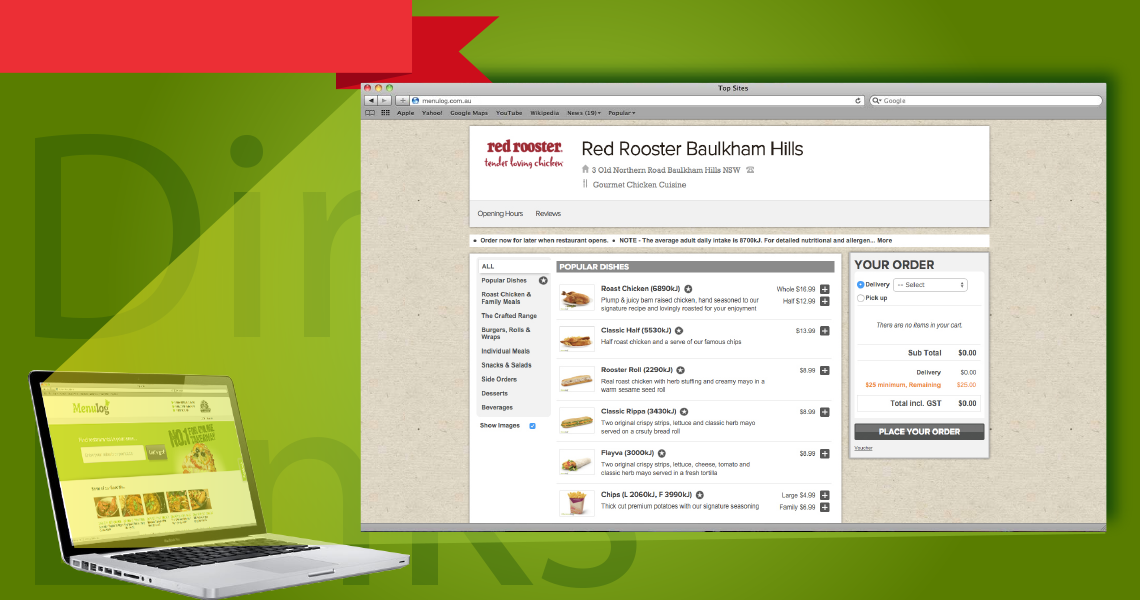 Top Sites
menulog.com.au
Google
Apple Yahoo! Google Maps YouTube Wikipedia News (19) Popular
red rooster.
tender loving chicken
Red Rooster Baulkham Hills
3 Old Northern Road Baulkham Hills NSW
Gourmet Chicken Cuisine
Opening Hours Reviews
Order now for later when restaurant opens. • NOTE - The average adult daily intake is 8700kJ. For detailed nutritional and allergen... More
ALL
Popular Dishes
Roast Chicken &
Family Meals
The Crafted Range
Burgers, Rolls &
Wraps
Individual Meals
Snacks & Salads
Side Orders
Desserts
Beverages
Show Images
POPULAR DISHES
Roast Chicken (6890kJ)
Whole $16.99
Plump & juicy barn raised chicken, hand seasoned to our
Half $12.99
signature recipe and lovingly roasted for your enjoyment
Classic Half (5530kJ)
$13.99
Half roast chicken and a serve of our famous chips
Rooster Roll (2290kJ)
$8.99
Real roast chicken with herb stuffing and creamy mayo in a
warm sesame seed roll
Classic Rippa (3430kJ)
$8.99
Two original crispy strips, lettuce and classic herb mayo
served on a crsuty bread roll
Flayva (3000kJ)
Two original crispy strips, lettuce, cheese, tomato and
classic herb mayo served in a fresh tortilla
Chips (L 2060kJ, F 3990kJ)
Large $4.99
Thick cut premium potatoes with our signature seasoning
Family $6.99
YOUR ORDER
Delivery -- Select
Pick up
There are no items in your cart.
Sub Total $0.00
Delivery $0.00
$25 minimum, Remaining $25.00
Total incl. GST $0.00
PLACE YOUR ORDER
Voucher
Menulog
NO.1 FOR ONLINE
TAKEAWAY
Let's go!